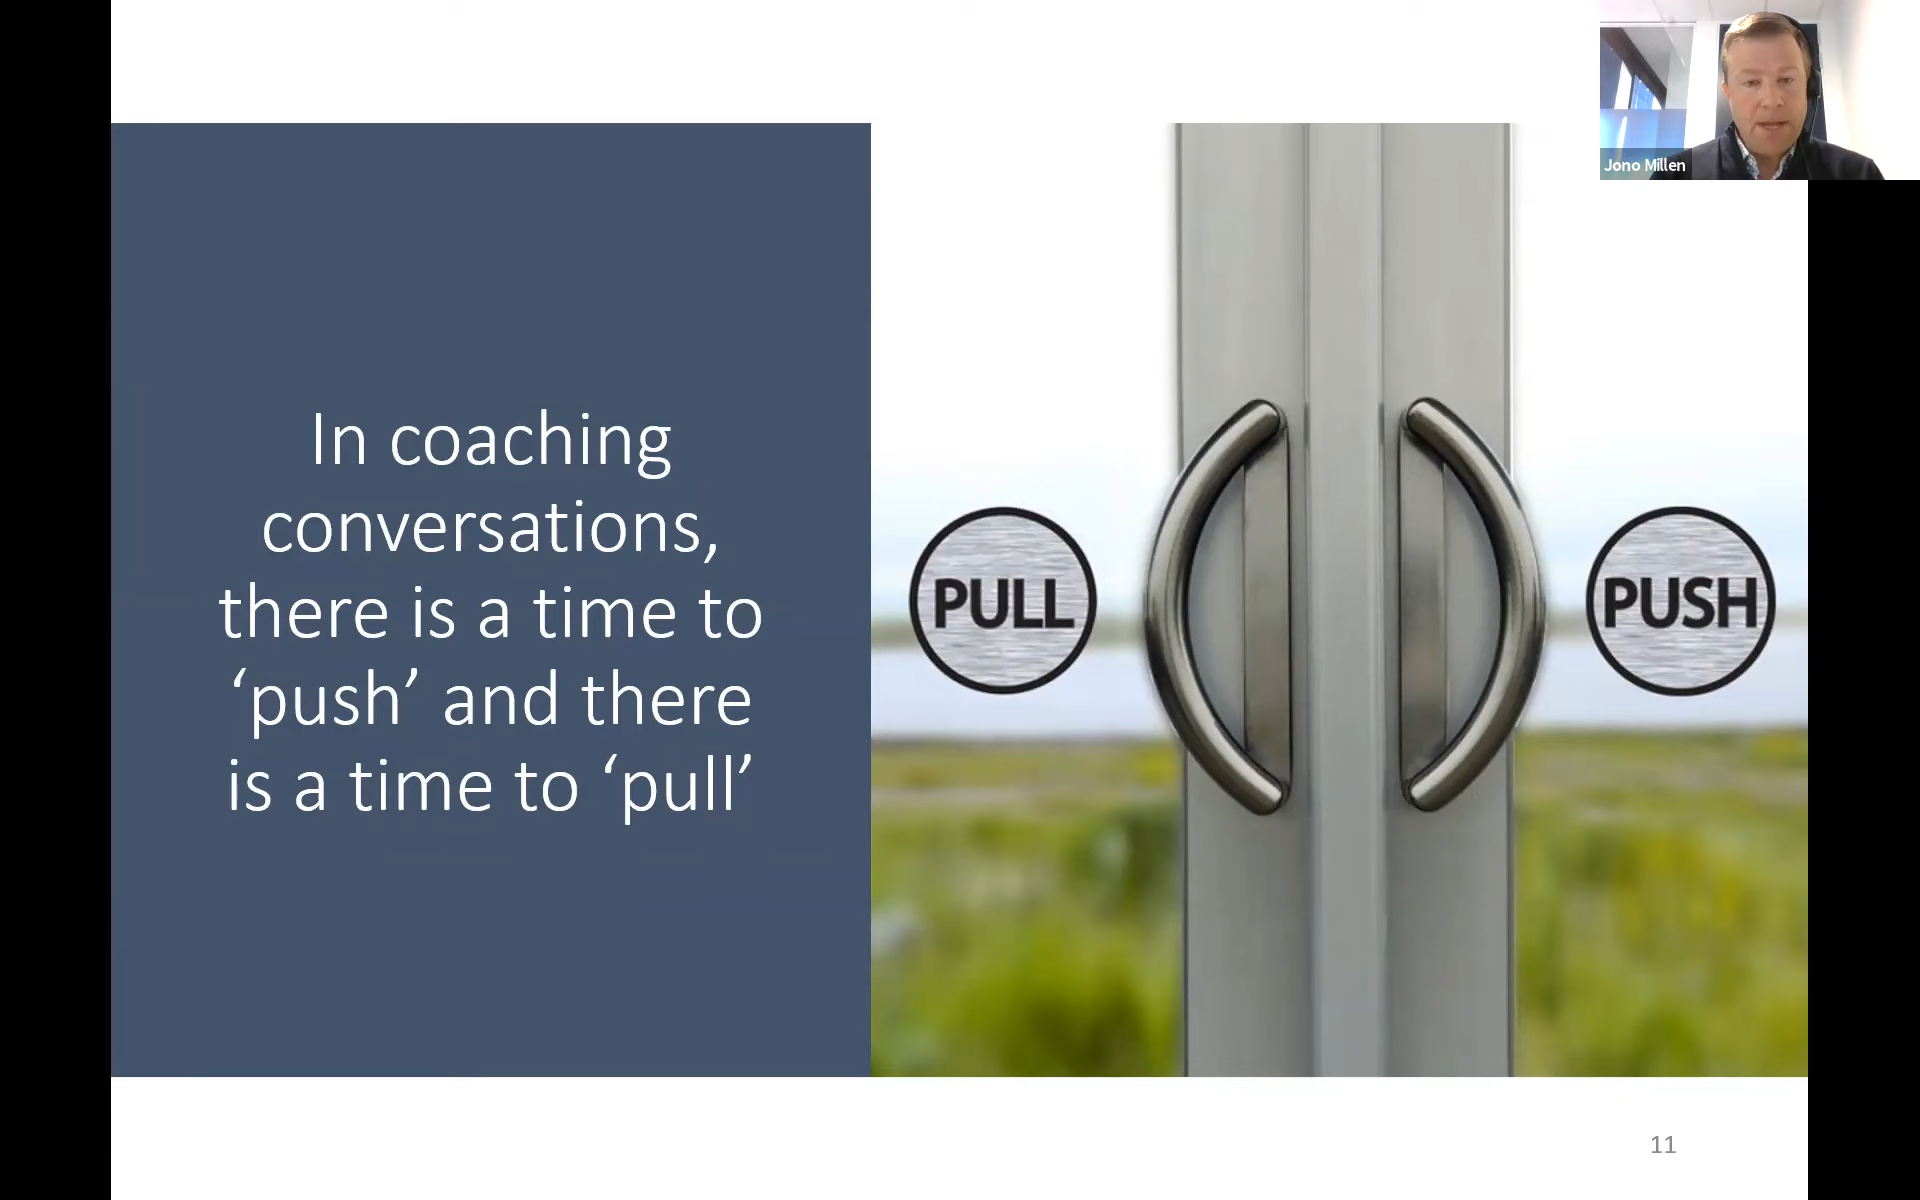 Jono Millen
In coaching
conversations,
there is a time to
‘push’ and there
is a time to ‘pull’
PULL
PUSH
11